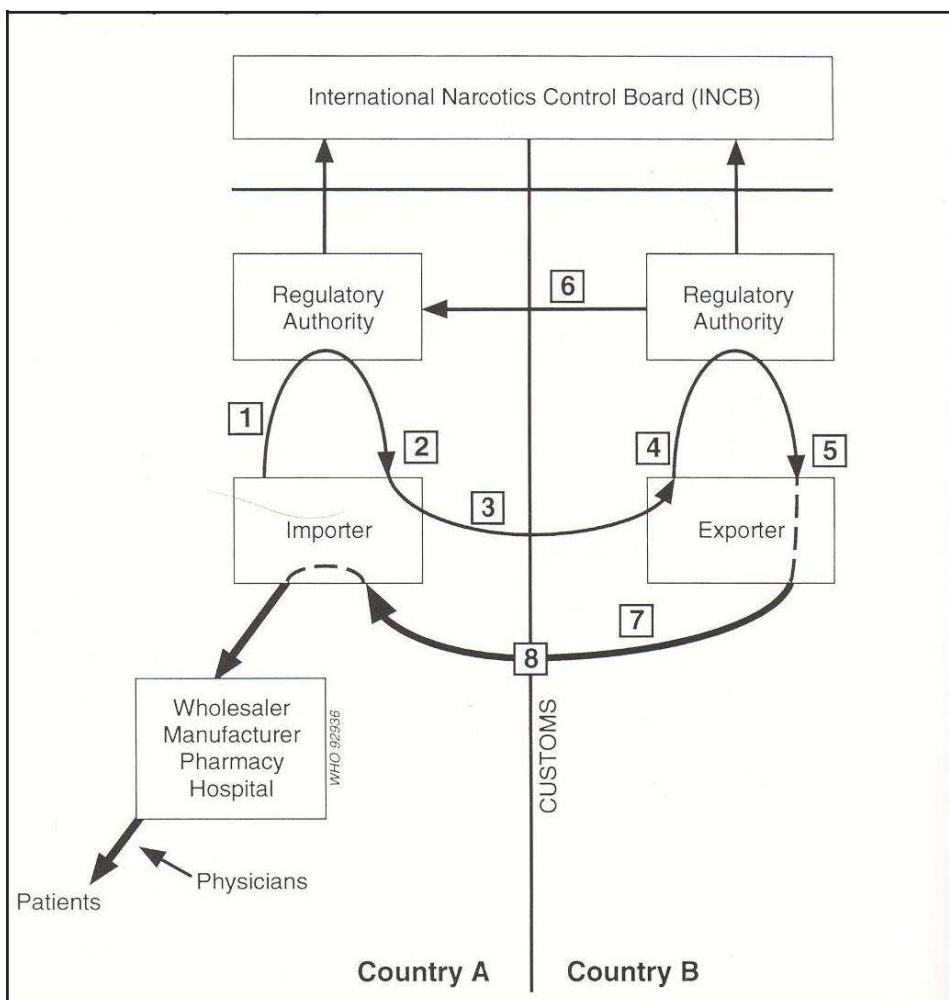 International Narcotics Control Board (INCB)
Regulatory
Authority
6
Regulatory
Authority
1
2
4
5
3
Importer
Exporter
7
8
Wholesaler
Manufacturer
Pharmacy
Hospital
WHO 92936
CUSTOMS
Physicians
Patients
Country A
Country B